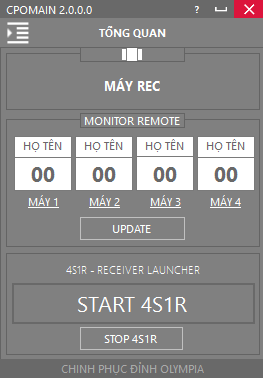 CPOMAIN 2.0.0.0 ?
TỔNG QUAN
MÁY REC
MONITOR REMOTE
HỌ TÊN HỌ TÊN HỌ TÊN HỌ TÊN
00 00 00 00
MÁY 1 MÁY 2 MÁY 3 MÁY 4
UPDATE
4S1R - RECEIVER LAUNCHER
START 4S1R
STOP 4S1R
CHINH PHỤC ĐỈNH OLYMPIA